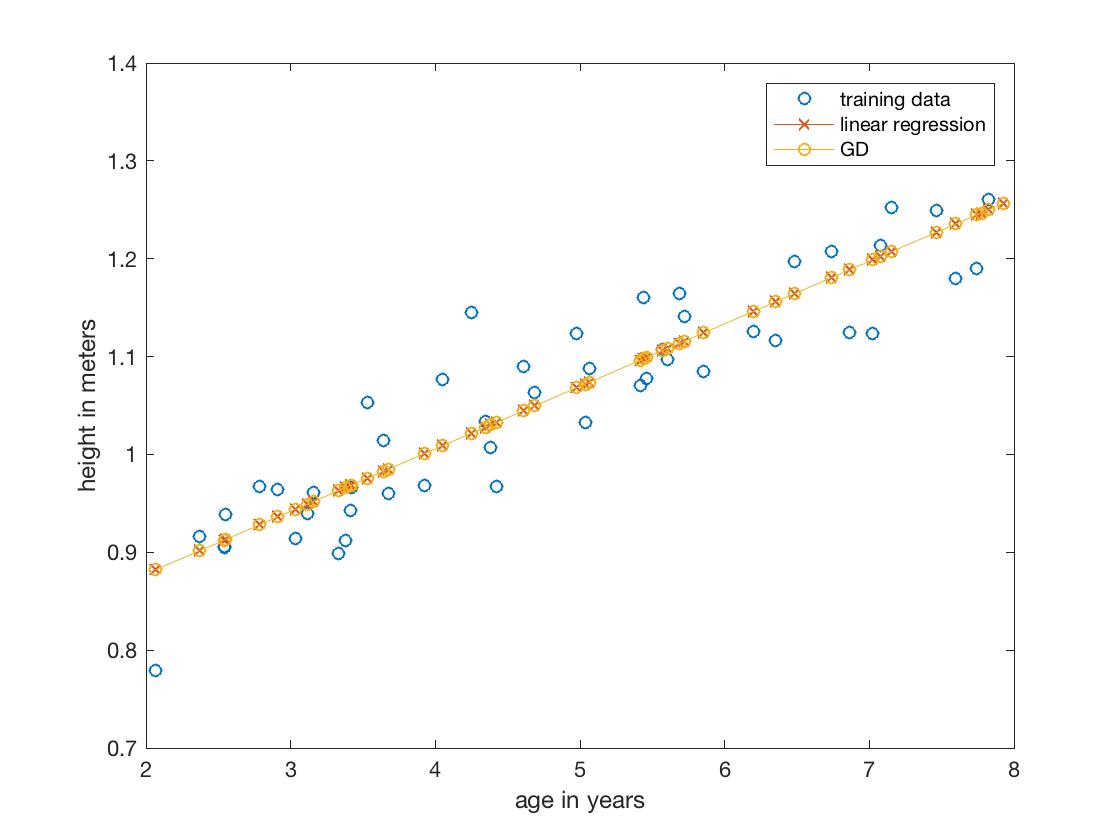 1.4
1.3
1.2
1.1
1
0.9
0.8
0.7
2 3 4 5 6 7 8
height in meters
age in years
training data
linear regression
GD